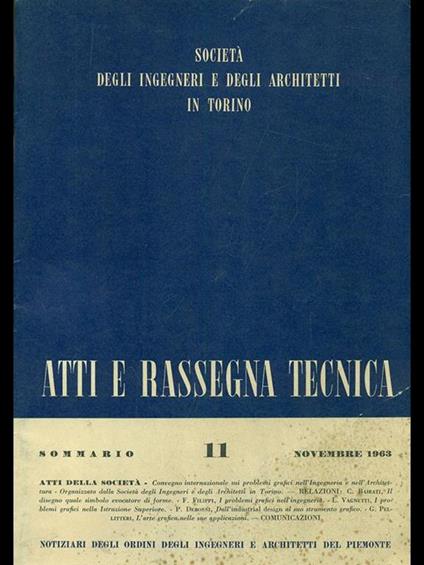 SOCIETÀ
DEGLI INGEGNERI E DEGLI ARCHITETTI
IN TORINO
ATTI E RASSEGNA TECNICA
SOMMARIO 11 NOVEMBRE 1963
ATTI DELLA SOCIETÀ - Convegno internazionale sui problemi grafici nell'Ingegneria e nell'Architet-
tura - Organizzato dalla Società degli Ingegneri e degli Architetti in Torino. — RELAZIONI: C. Bairati, Il
disegno quale simbolo evocatore di forme. - F. Filippi, I problemi grafici nell'ingegneria. - L. Vagnetti, I pro-
blemi grafici nella Istruzione Superiore. - P. Derossi, Dall'industrial design al suo strumento grafico. - G. Pel-
litteri, L'arte grafica nelle sue applicazioni. — COMUNICAZIONI.
NOTIZIARI DEGLI ORDINI DEGLI INGEGNERI E ARCHITETTI DEL PIEMONTE